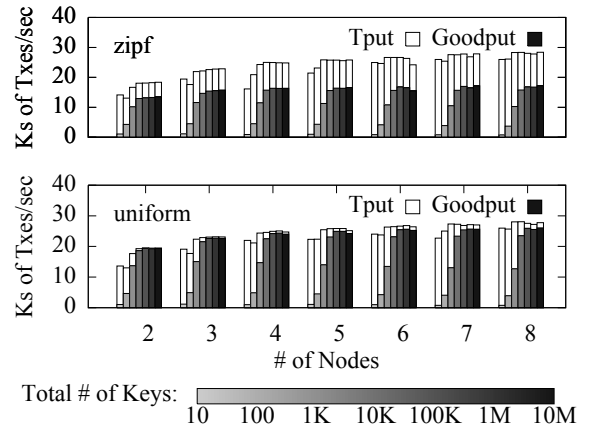 Ks of Txes/sec
40
30
20
10
0
zipf
Tput
Goodput
Ks of Txes/sec
40
30
20
10
0
uniform
Tput
Goodput
2 3 4 5 6 7 8
# of Nodes
Total # of Keys:
10 100 1K 10K 100K 1M 10M